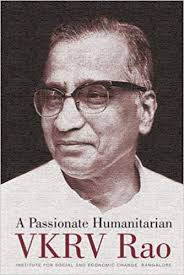 A Passionate Humanitarian
VKRV Rao
INSTITUTE FOR SOCIAL AND ECONOMIC CHANGE, BANGALORE